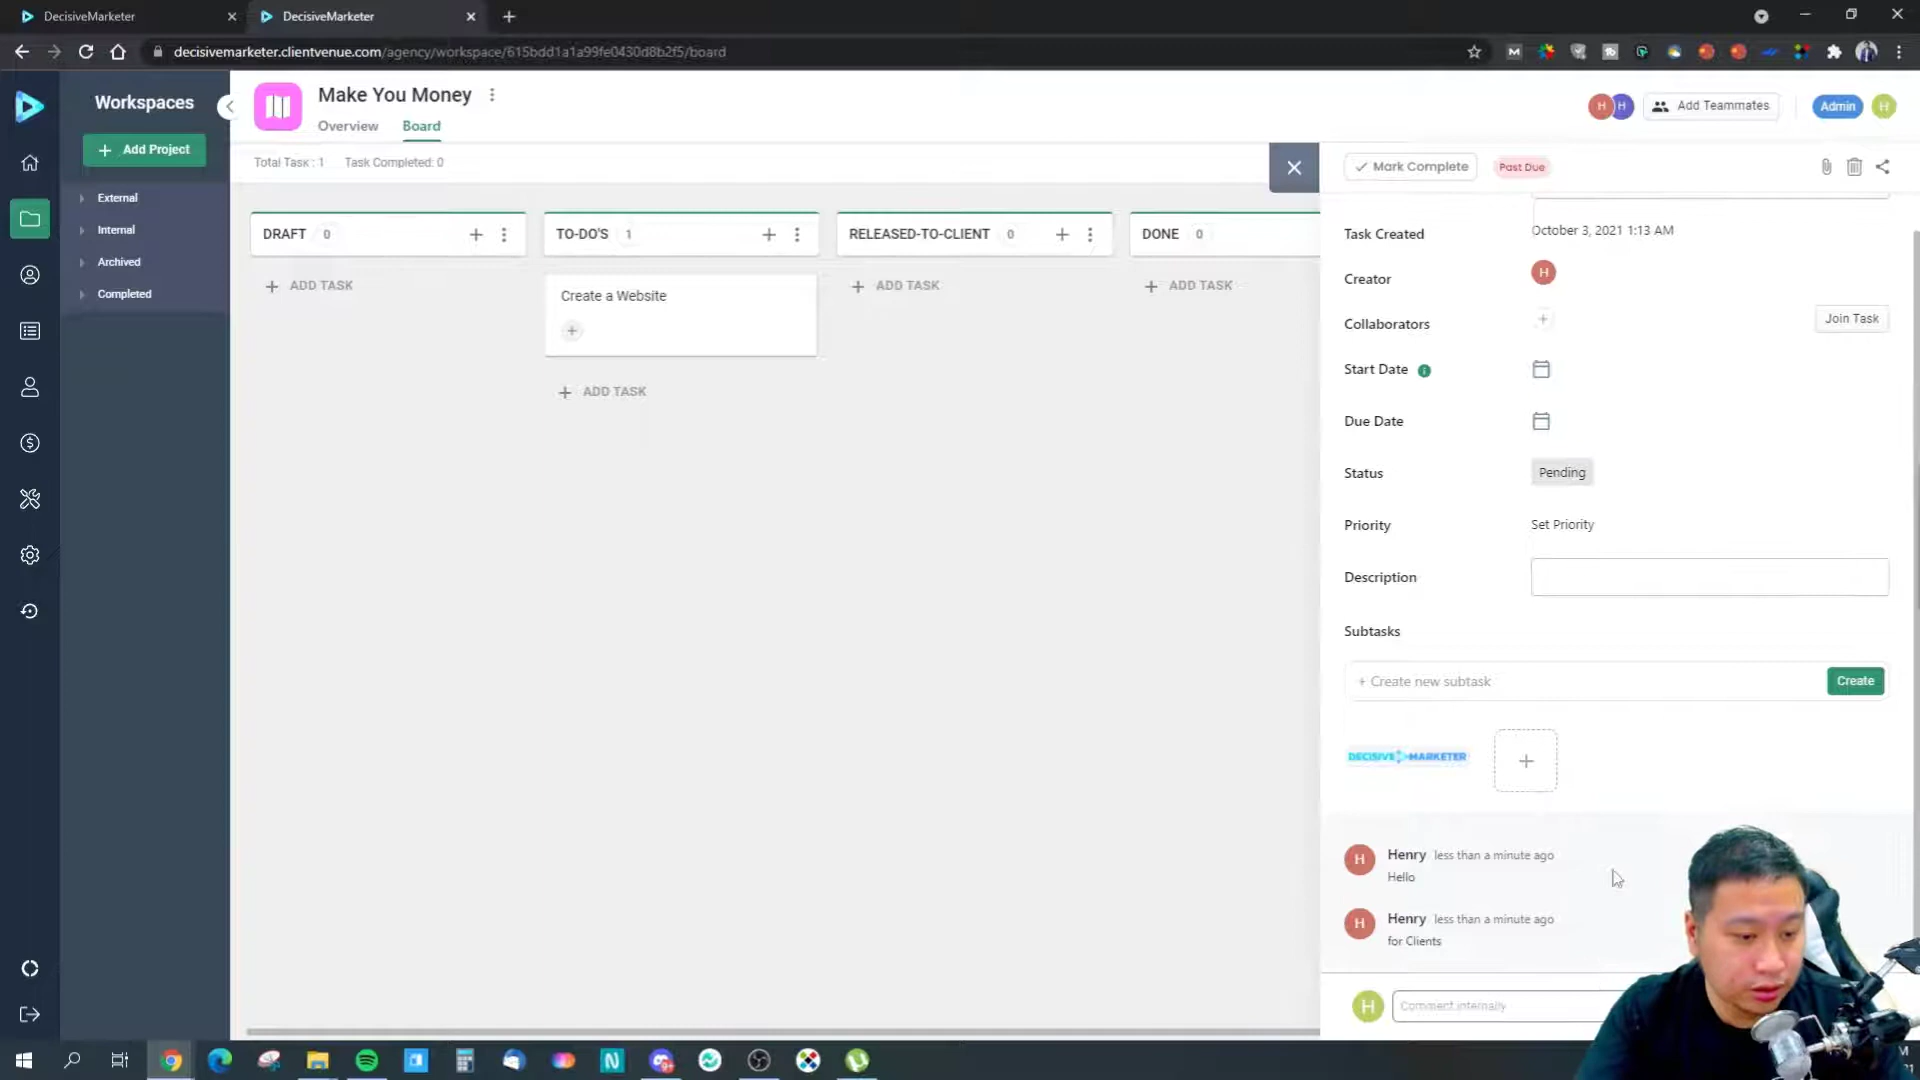 DecisiveMarketer
DecisiveMarketer
decisivemarketer.clientvenue.com/agency/workspace/615bdd1a1a99fe0430d8b2f5/board
Workspaces
Add Project
External
Internal
Archived
Completed
Make You Money
Overview
Board
H
H
Add Teammates
Admin
H
Total Task : 1
Task Completed: 0
DRAFT 0
ADD TASK
TO-DO'S 1
Create a Website
ADD TASK
RELEASED-TO-CLIENT 0
ADD TASK
DONE 0
ADD TASK
Mark Complete
Past Due
Task Created
October 3, 2021 1:13 AM
Creator
H
Collaborators
Join Task
Start Date
Due Date
Status
Pending
Priority
Set Priority
Description
Subtasks
+ Create new subtask
Create
DECISIVE MARKETER
H
Henry less than a minute ago
Hello
H
Henry less than a minute ago
for Clients
H
Comment internally